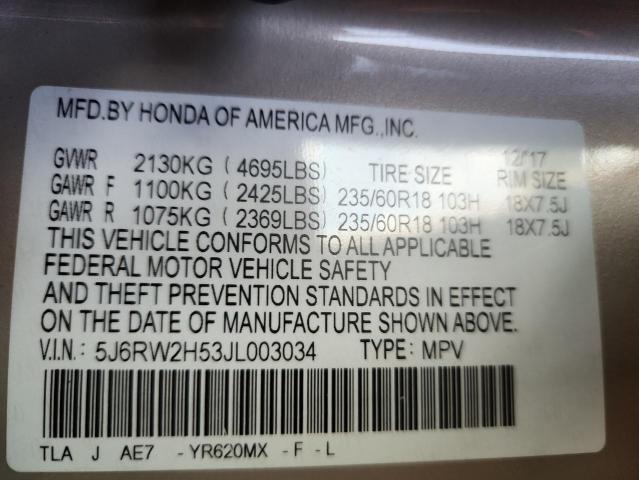 MFD.BY HONDA OF AMERICA MFG.,INC.
12/17
GVWR 2130KG ( 4695LBS) TIRE SIZE RIM SIZE
GAWR F 1100KG ( 2425LBS) 235/60R18 103H 18X7.5J
GAWR R 1075KG ( 2369LBS) 235/60R18 103H 18X7.5J
THIS VEHICLE CONFORMS TO ALL APPLICABLE
FEDERAL MOTOR VEHICLE SAFETY
AND THEFT PREVENTION STANDARDS IN EFFECT
ON THE DATE OF MANUFACTURE SHOWN ABOVE.
V.I.N.: 5J6RW2H53JL003034 TYPE: MPV
TLA J AE7 - YR620MX - F - L